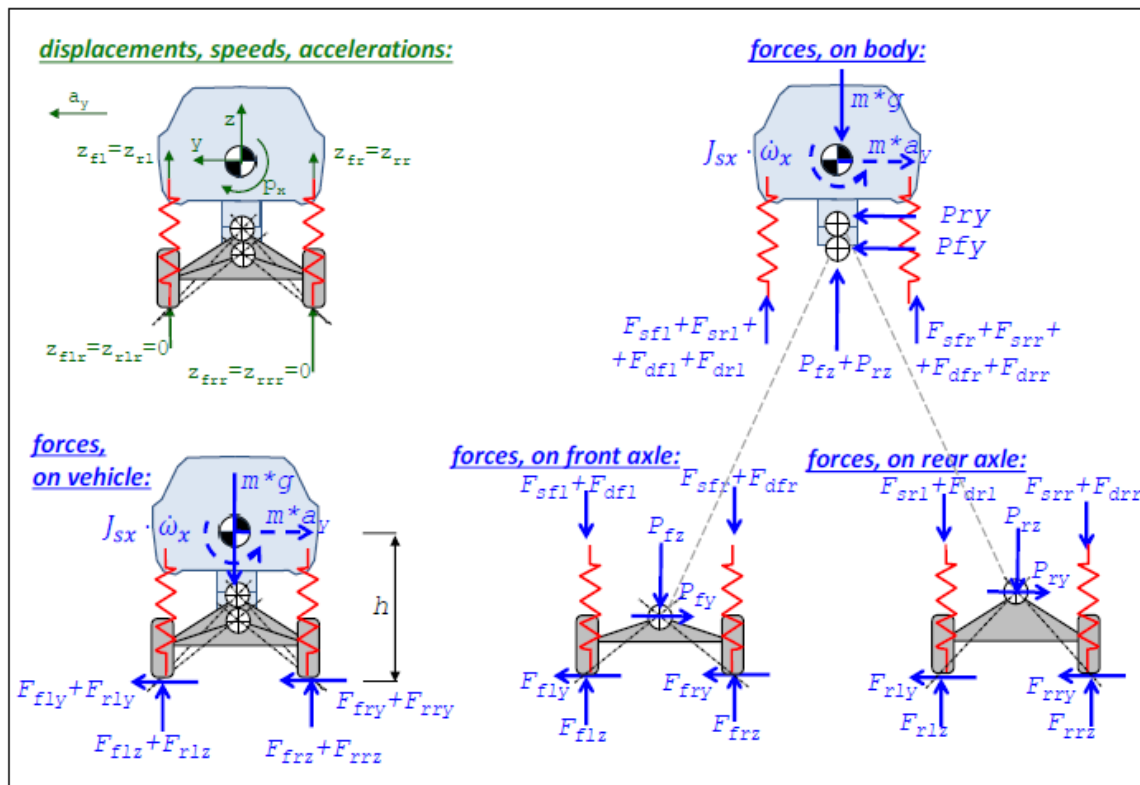 displacements, speeds, accelerations:
a_y
z
y
z_fl=z_rl
z_fr=z_rr
p_x
z_flr=z_rlr=0
z_frr=z_rrr=0
forces, on body:
m*g
J_sx · ω̇_x
m*a_y
Pry
Pfy
F_sfl+F_srl+
+F_dfl+F_drl
P_fz+P_rz
F_sfr+F_srr+
+F_dfr+F_drr
forces,
on vehicle:
m*g
J_sx · ω̇_x
m*a_y
h
F_fly+F_rly
F_fry+F_rry
F_flz+F_rlz
F_frz+F_rrz
forces, on front axle:
F_sfl+F_dfl
F_sfr+F_dfr
P_fz
P_fy
F_fly
F_fry
F_flz
F_frz
forces, on rear axle:
F_srl+F_drl
F_srr+F_drr
P_rz
P_ry
F_rly
F_rry
F_rlz
F_rrz